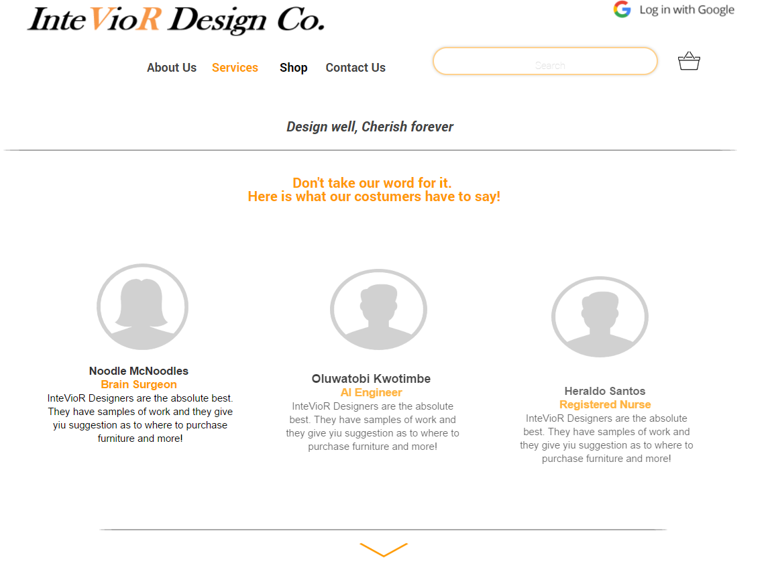 InteVioR Design Co.
Log in with Google
About Us Services Shop Contact Us
Search
Design well, Cherish forever
Don't take our word for it.
Here is what our costumers have to say!
Noodle McNoodles
Brain Surgeon
InteVioR Designers are the absolute best.
They have samples of work and they give
yiu suggestion as to where to purchase
furniture and more!
Oluwatobi Kwotimbe
AI Engineer
InteVioR Designers are the absolute
best. They have samples of work and
they give yiu suggestion as to where to
purchase furniture and more!
Heraldo Santos
Registered Nurse
InteVioR Designers are the absolute
best. They have samples of work and
they give yiu suggestion as to where to
purchase furniture and more!